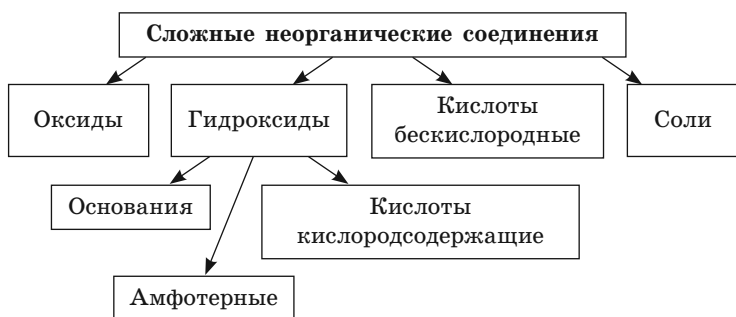 Сложные неорганические соединения
Оксиды
Гидроксиды
Кислоты
бескислородные
Соли
Основания
Кислоты
кислородсодержащие
Амфотерные